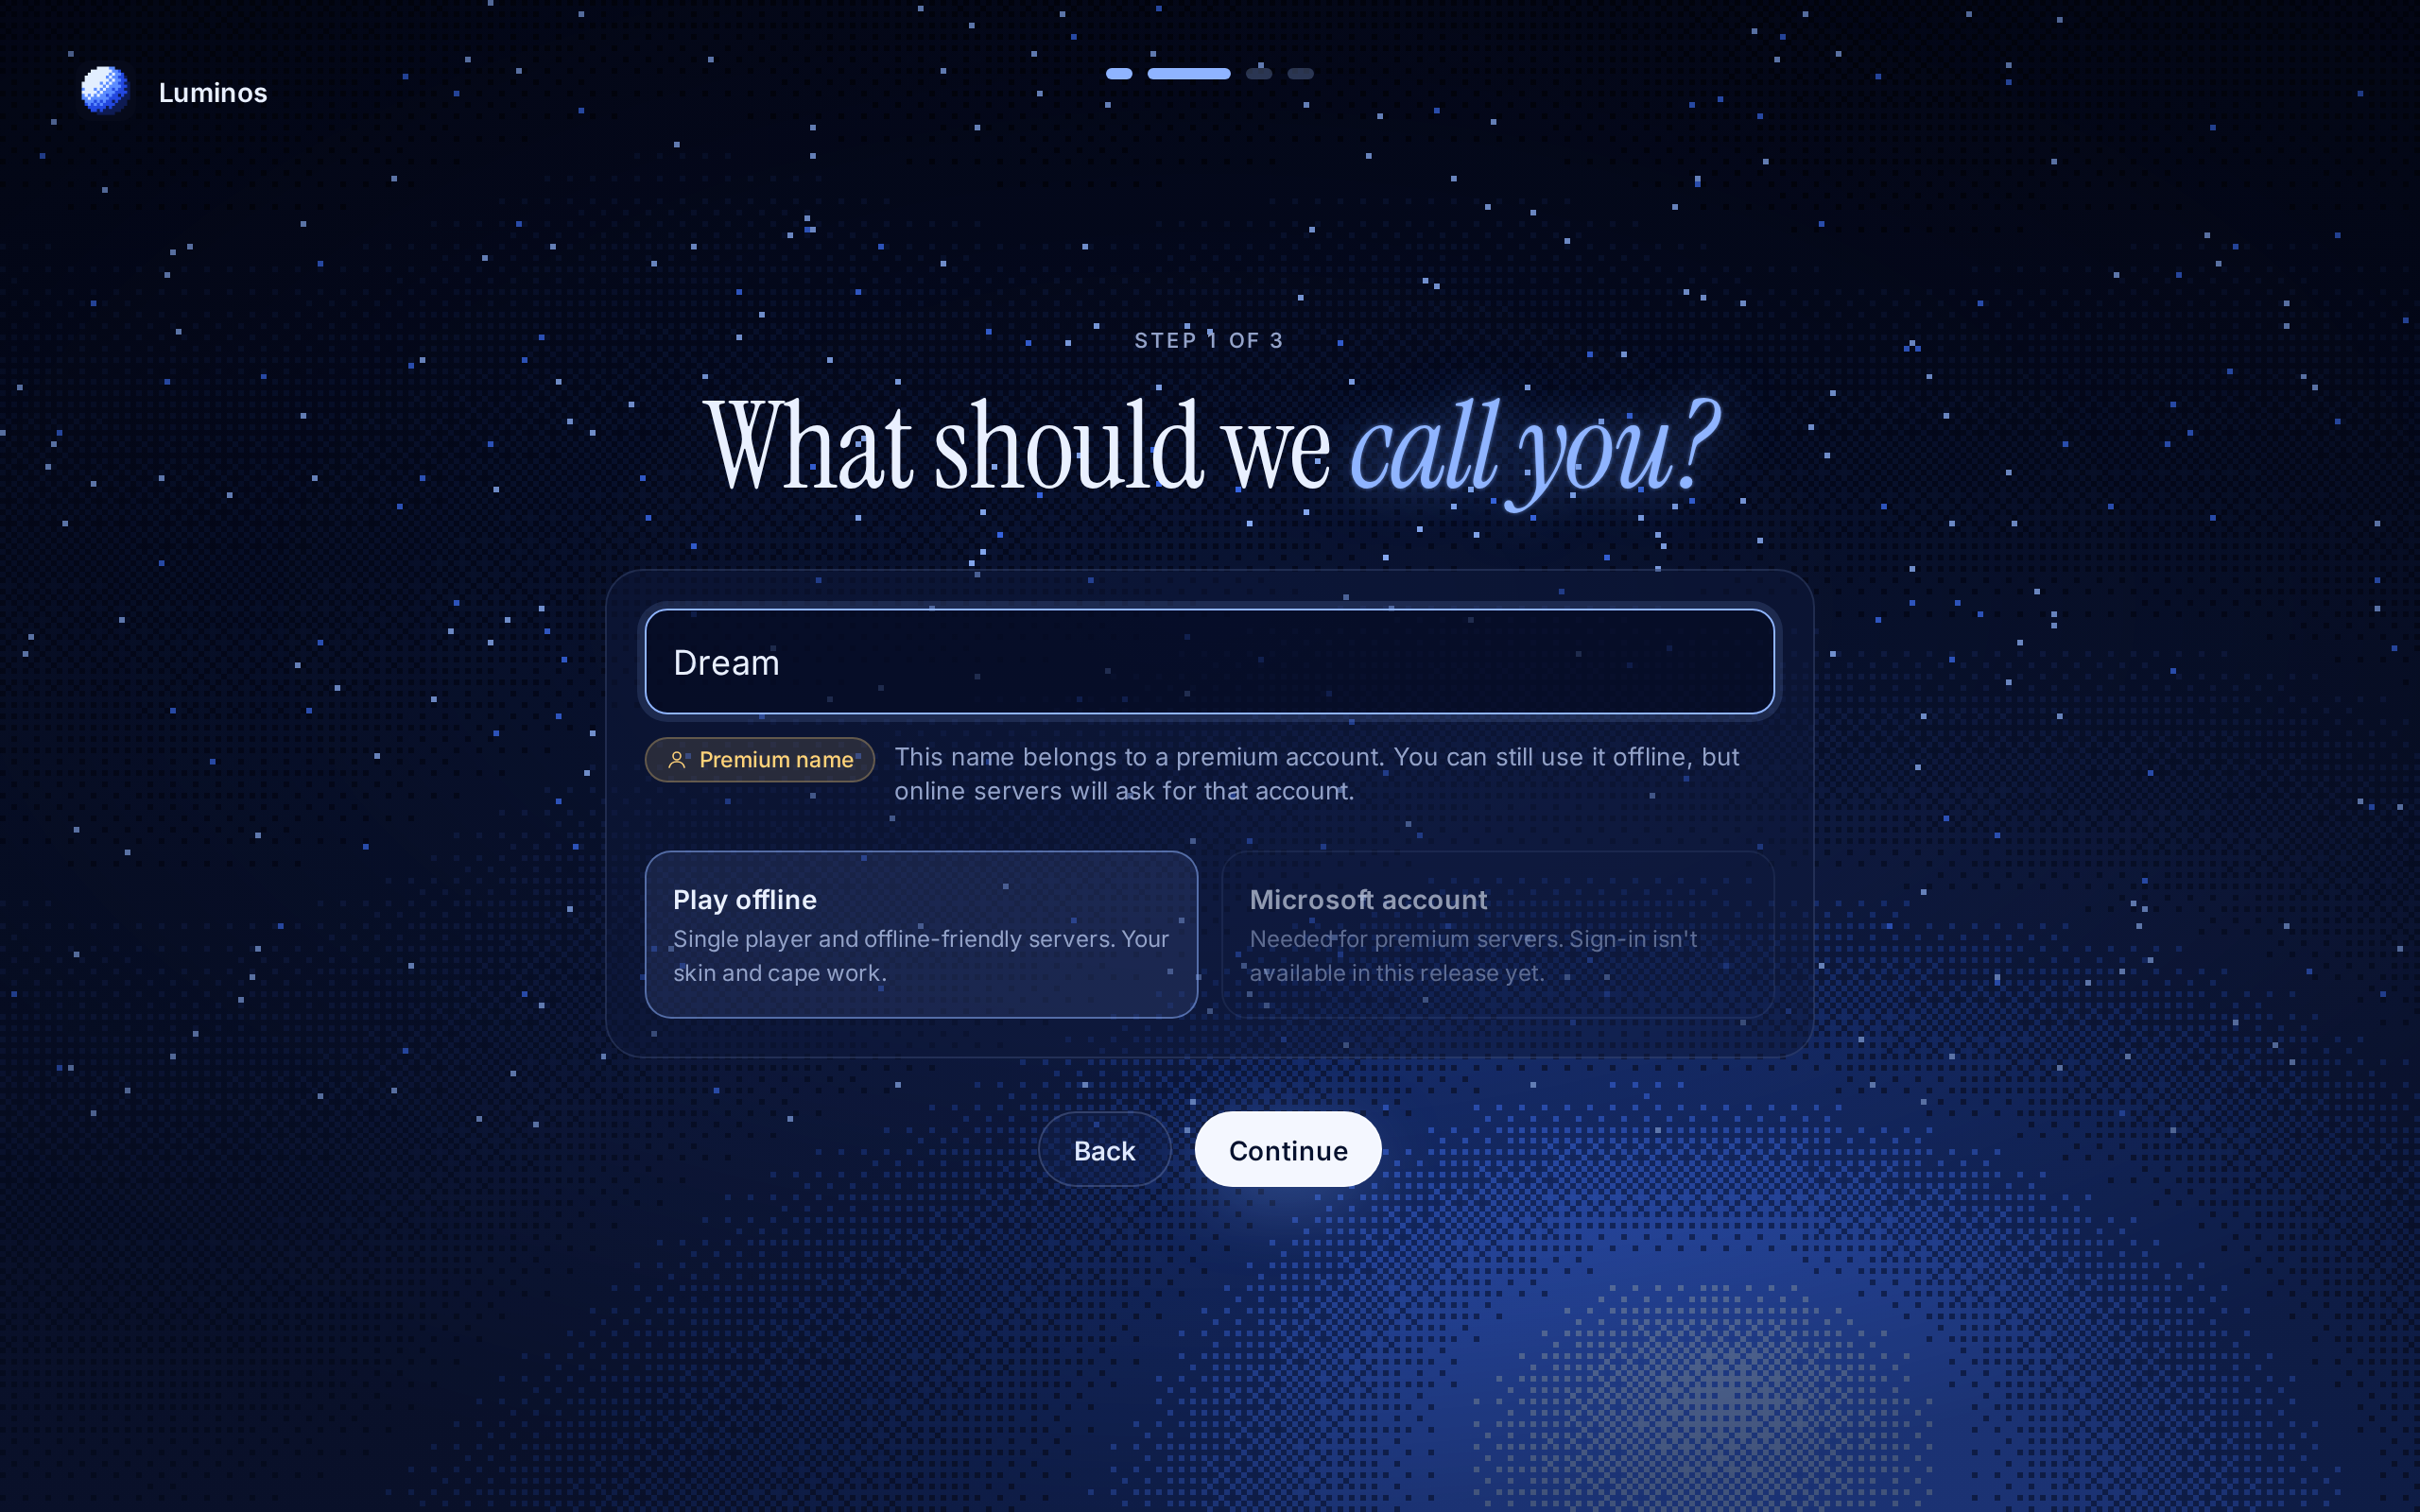 Luminos
STEP 1 OF 3
What should we call you?
Dream
Premium name
This name belongs to a premium account. You can still use it offline, but
online servers will ask for that account.
Play offline
Single player and offline-friendly servers. Your
skin and cape work.
Microsoft account
Needed for premium servers. Sign-in isn't
available in this release yet.
Back
Continue